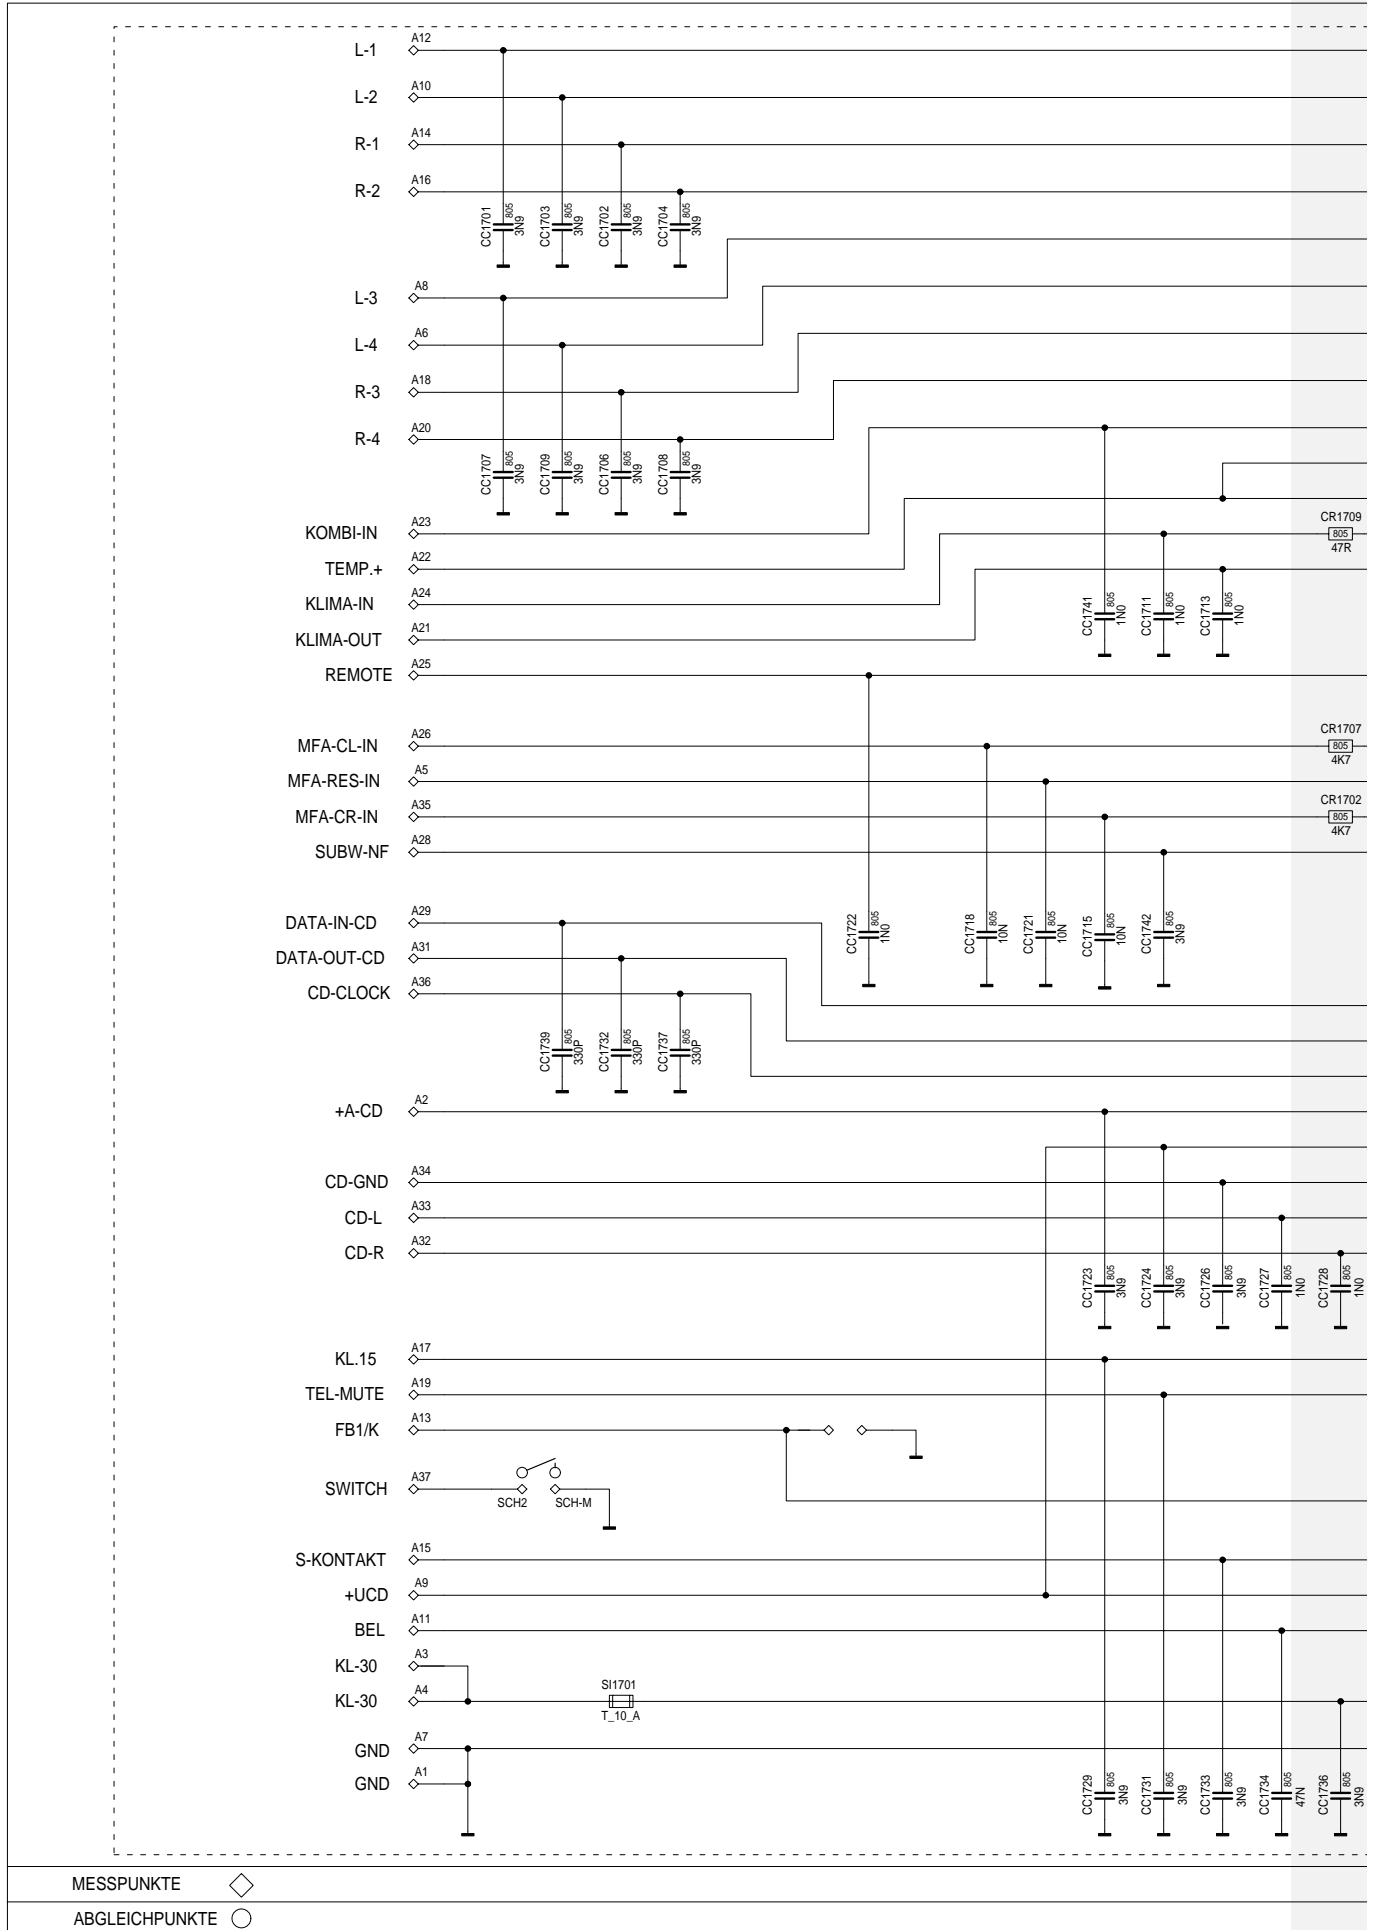 L-1 A12
L-2 A10
R-1 A14
R-2 A16
CC1701 805 3N9
CC1703 805 3N9
CC1702 805 3N9
CC1704 805 3N9
L-3 A8
L-4 A6
R-3 A18
R-4 A20
CC1707 805 3N9
CC1709 805 3N9
CC1706 805 3N9
CC1708 805 3N9
KOMBI-IN A23
CR1709
805
47R
TEMP.+ A22
KLIMA-IN A24
KLIMA-OUT A21
CC1741 805 1N0
CC1711 805 1N0
CC1713 805 1N0
REMOTE A25
MFA-CL-IN A26
CR1707
805
4K7
MFA-RES-IN A5
MFA-CR-IN A35
CR1702
805
4K7
SUBW-NF A28
DATA-IN-CD A29
DATA-OUT-CD A31
CD-CLOCK A36
CC1722 805 1N0
CC1718 805 10N
CC1721 805 10N
CC1715 805 10N
CC1742 805 3N9
CC1739 805 330P
CC1732 805 330P
CC1737 805 330P
+A-CD A2
CD-GND A34
CD-L A33
CD-R A32
CC1723 805 3N9
CC1724 805 3N9
CC1726 805 3N9
CC1727 805 1N0
CC1728 805 1N0
KL.15 A17
TEL-MUTE A19
FB1/K A13
SWITCH A37
SCH2 SCH-M
S-KONTAKT A15
+UCD A9
BEL A11
KL-30 A3
KL-30 A4
SI1701
T_10_A
GND A7
GND A1
CC1729 805 3N9
CC1731 805 3N9
CC1733 805 3N9
CC1734 805 47N
CC1736 805 3N9
MESSPUNKTE
ABGLEICHPUNKTE